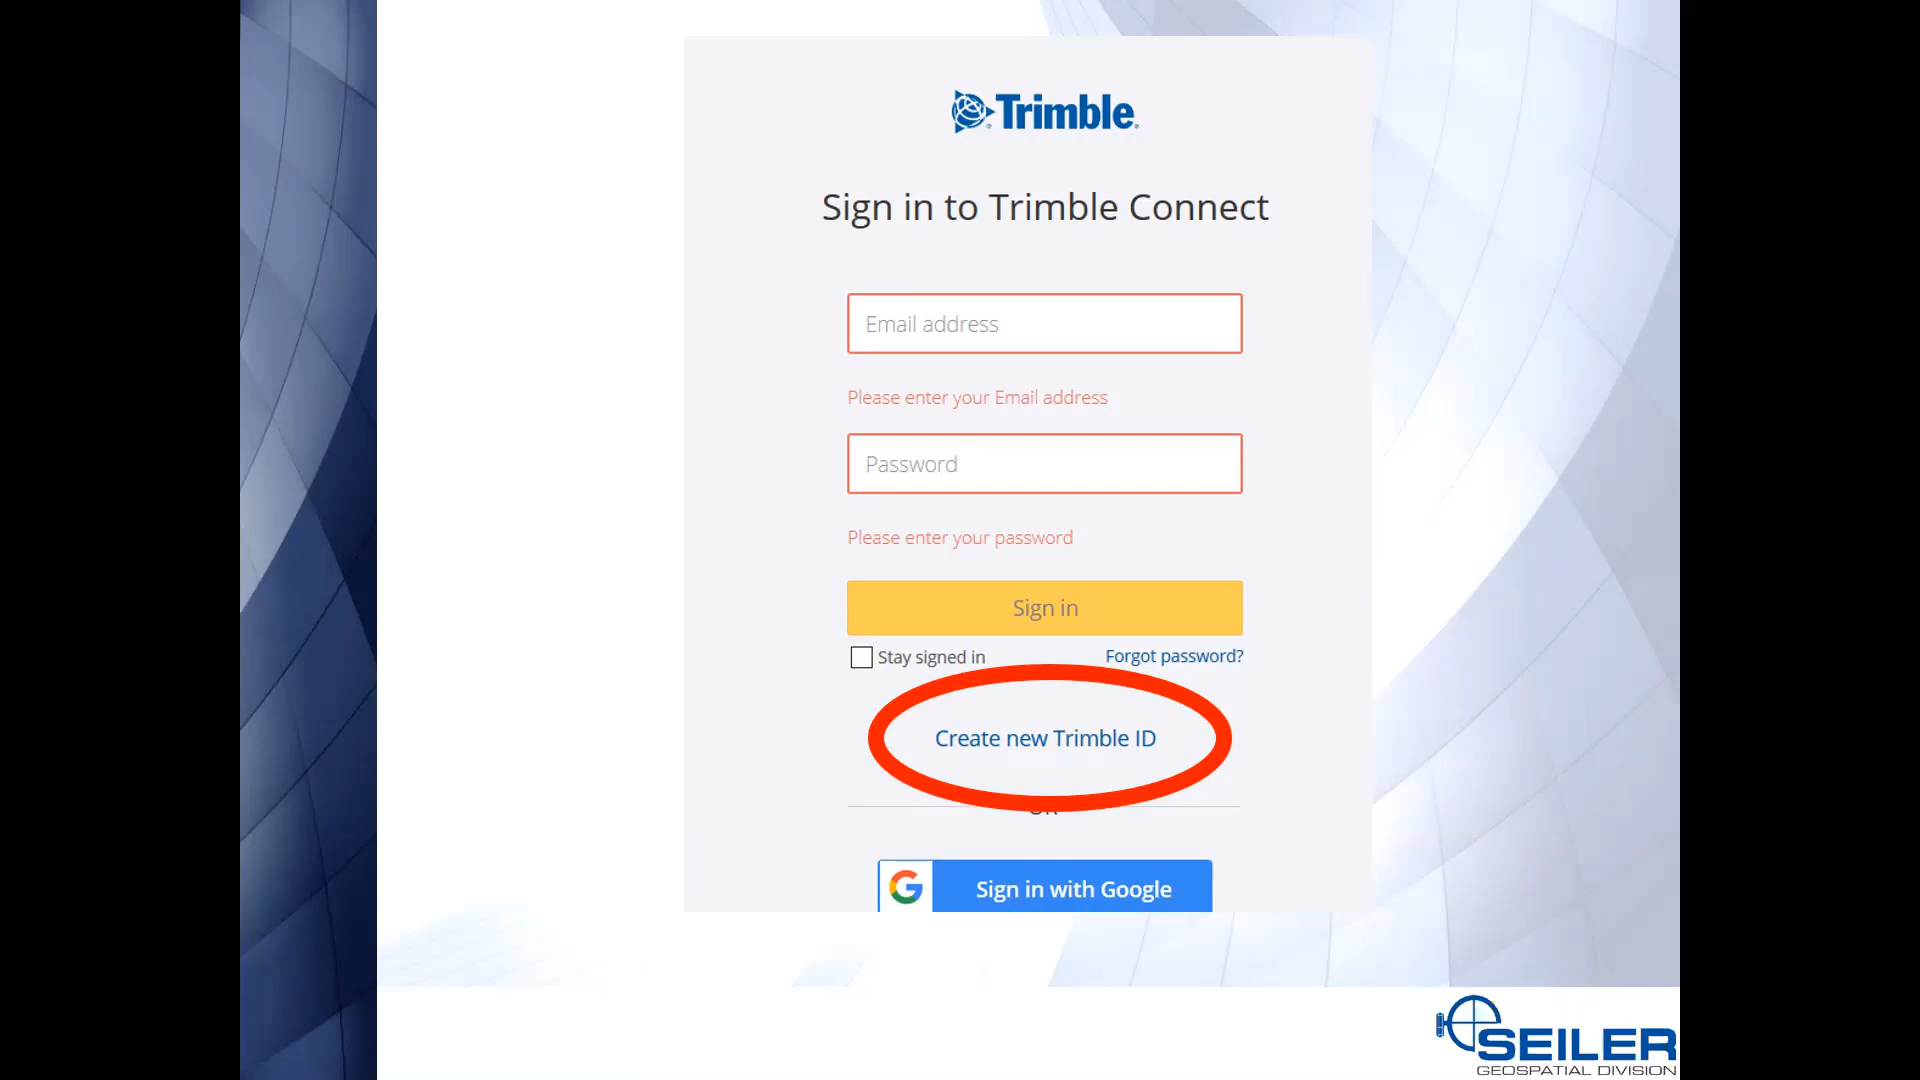 Trimble
Sign in to Trimble Connect
Email address
Please enter your Email address
Password
Please enter your password
Sign in
Stay signed in
Forgot password?
Create new Trimble ID
OR
Sign in with Google
SEILER
GEOSPATIAL DIVISION